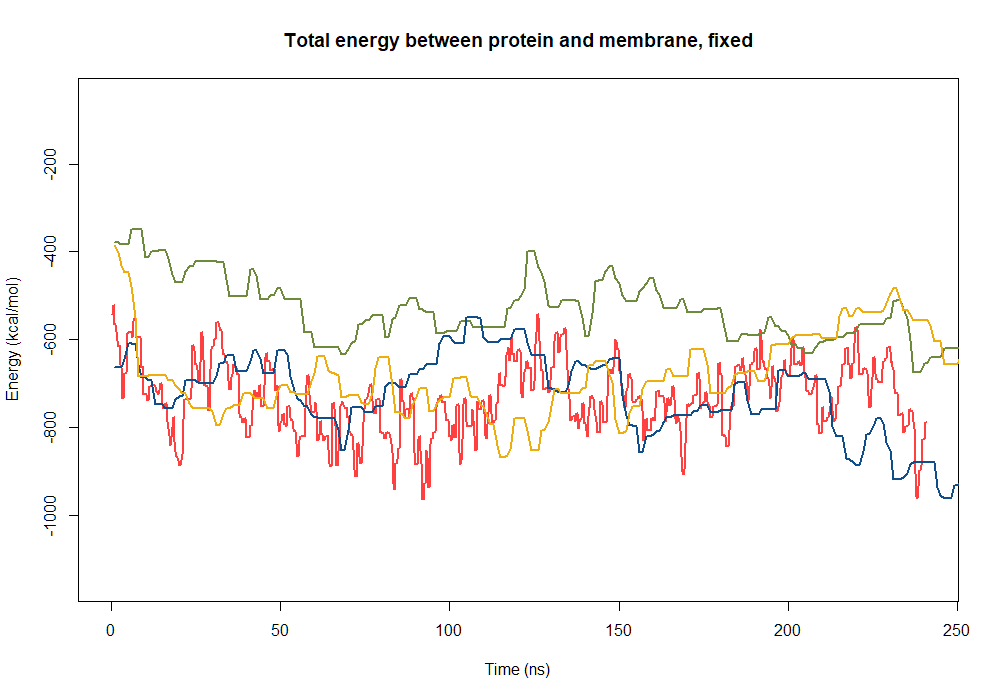 Total energy between protein and membrane, fixed
Energy (kcal/mol)
-200
-400
-600
-800
-1000
0 50 100 150 200 250
Time (ns)